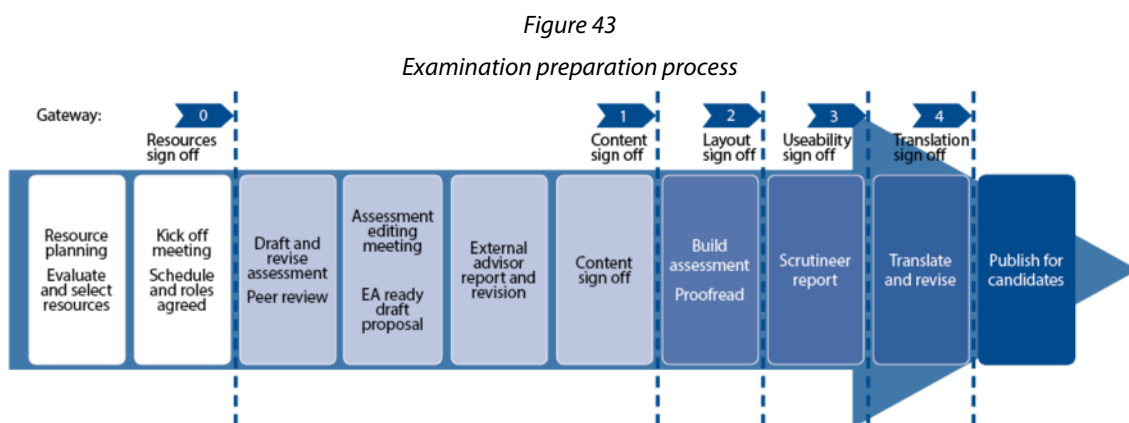 Figure 43
Examination preparation process
Gateway:
0
Resources
sign off
1
Content
sign off
2
Layout
sign off
3
Useability
sign off
4
Translation
sign off
Resource
planning
Evaluate
and select
resources
Kick off
meeting
Schedule
and roles
agreed
Draft and
revise
assessment
Peer review
Assessment
editing
meeting
EA ready
draft
proposal
External
advisor
report and
revision
Content
sign off
Build
assessment
Proofread
Scrutineer
report
Translate
and revise
Publish for
candidates